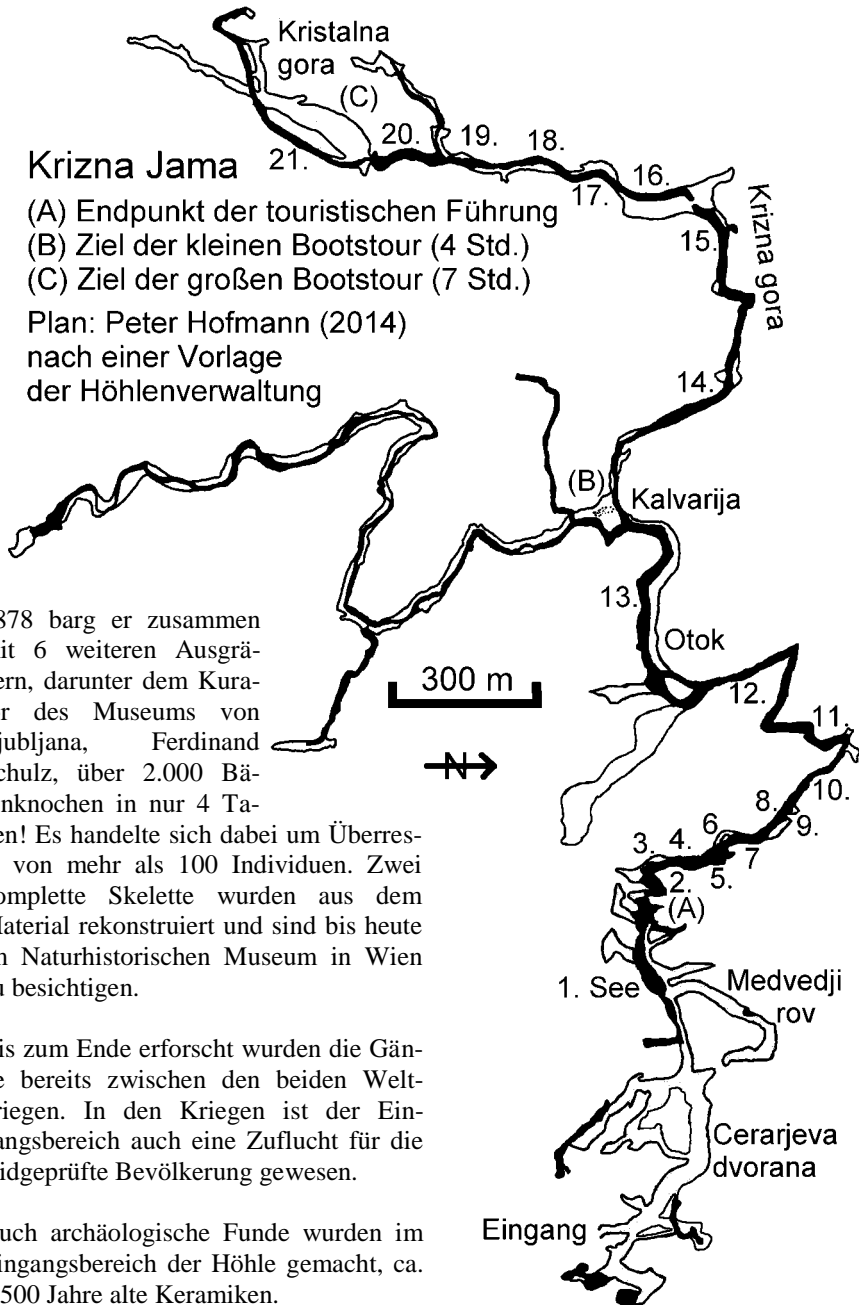 Kristalna
gora
(C)
20.
19.
18.
17.
16.
21.
15.
Krizna gora
Krizna Jama
(A) Endpunkt der touristischen Führung
(B) Ziel der kleinen Bootstour (4 Std.)
(C) Ziel der großen Bootstour (7 Std.)
Plan: Peter Hofmann (2014)
nach einer Vorlage
der Höhlenverwaltung
14.
(B)
Kalvarija
13.
Otok
300 m
N
12.
11.
10.
8.
9.
6
7
4.
5.
3.
2.
(A)
1. See
Medvedji
rov
Cerarjeva
dvorana
Eingang
878 barg er zusammen
it 6 weiteren Ausgrä-
ern, darunter dem Kura-
r des Museums von
jubljana, Ferdinand
chulz, über 2.000 Bä-
nknochen in nur 4 Ta-
en! Es handelte sich dabei um Überres-
von mehr als 100 Individuen. Zwei
omplette Skelette wurden aus dem
Material rekonstruiert und sind bis heute
n Naturhistorischen Museum in Wien
u besichtigen.
is zum Ende erforscht wurden die Gän-
e bereits zwischen den beiden Welt-
riegen. In den Kriegen ist der Ein-
angsbereich auch eine Zuflucht für die
idgeprüfte Bevölkerung gewesen.
uch archäologische Funde wurden im
ingangsbereich der Höhle gemacht, ca.
500 Jahre alte Keramiken.